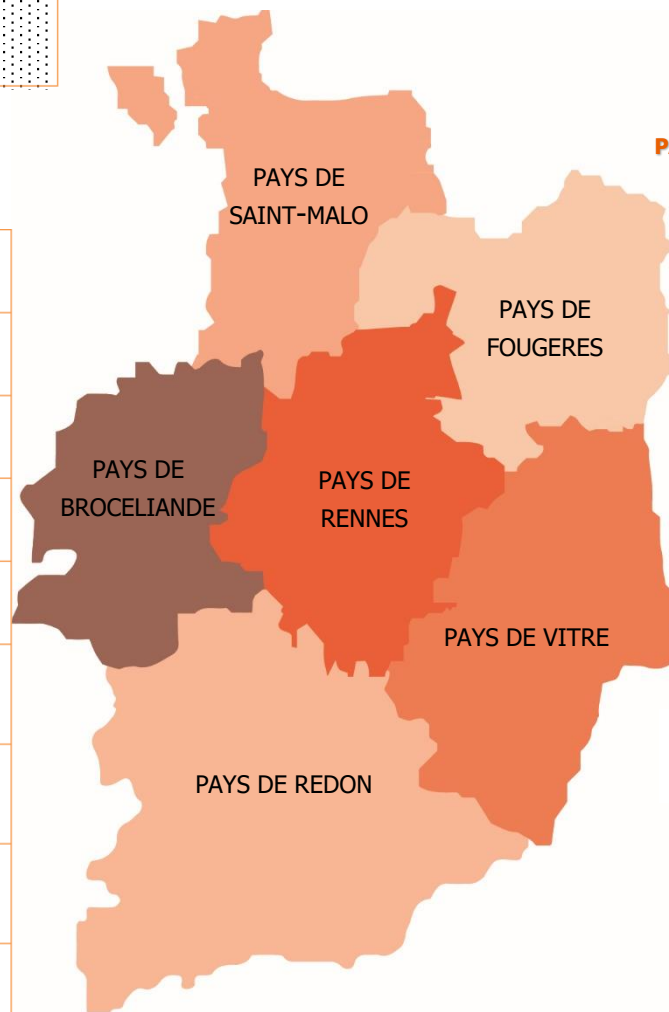 PAYS DE
SAINT-MALO
PAYS DE
FOUGERES
PAYS DE
BROCELIANDE
PAYS DE
RENNES
PAYS DE VITRE
PAYS DE REDON